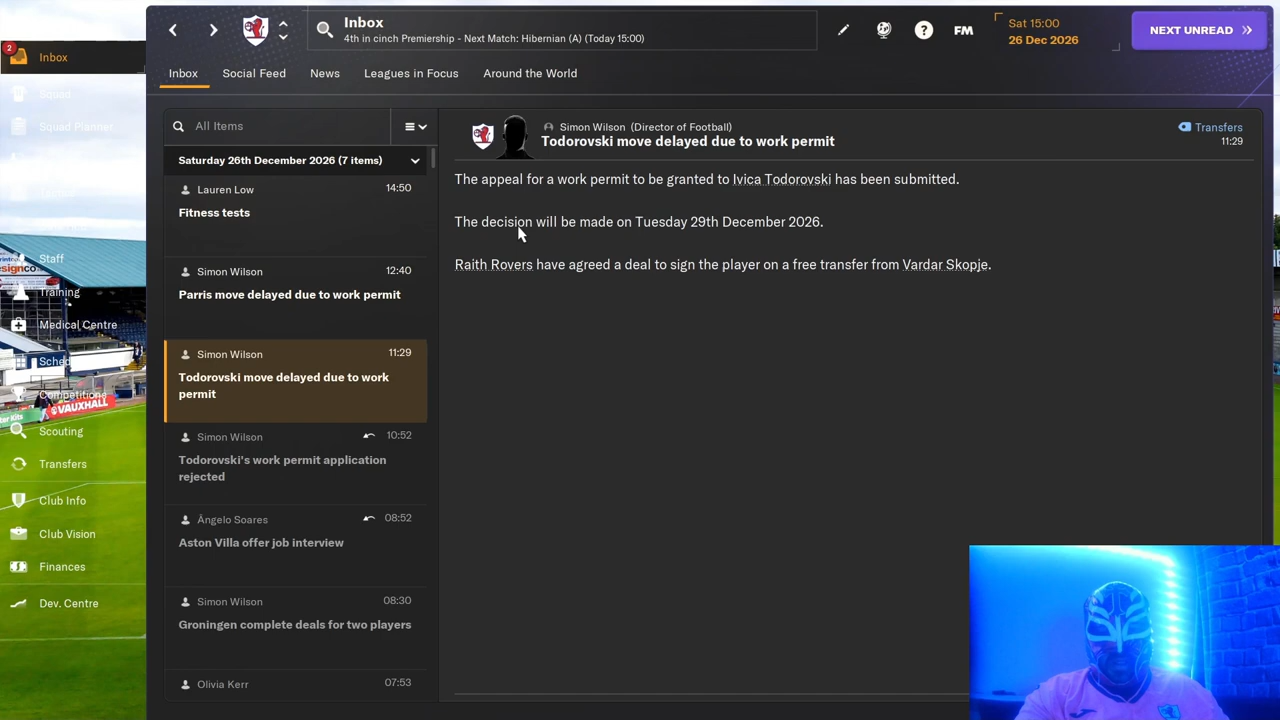 Inbox
4th in cinch Premiership - Next Match: Hibernian (A) (Today 15:00)
FM
Sat 15:00
26 Dec 2026
NEXT UNREAD
2
Inbox
Squad
Squad Planner
Staff
Training
Medical Centre
Sched
Competitions
Scouting
Transfers
Club Info
Club Vision
Finances
Dev. Centre
VAUXHALL
Inbox
Social Feed
News
Leagues in Focus
Around the World
All Items
Saturday 26th December 2026 (7 items)
Lauren Low 14:50
Fitness tests
Simon Wilson 12:40
Parris move delayed due to work permit
Simon Wilson 11:29
Todorovski move delayed due to work
permit
Simon Wilson 10:52
Todorovski's work permit application
rejected
Ângelo Soares 08:52
Aston Villa offer job interview
Simon Wilson 08:30
Groningen complete deals for two players
Olivia Kerr 07:53
Simon Wilson (Director of Football)
Todorovski move delayed due to work permit
Transfers
11:29
The appeal for a work permit to be granted to Ivica Todorovski has been submitted.
The decision will be made on Tuesday 29th December 2026.
Raith Rovers have agreed a deal to sign the player on a free transfer from Vardar Skopje.